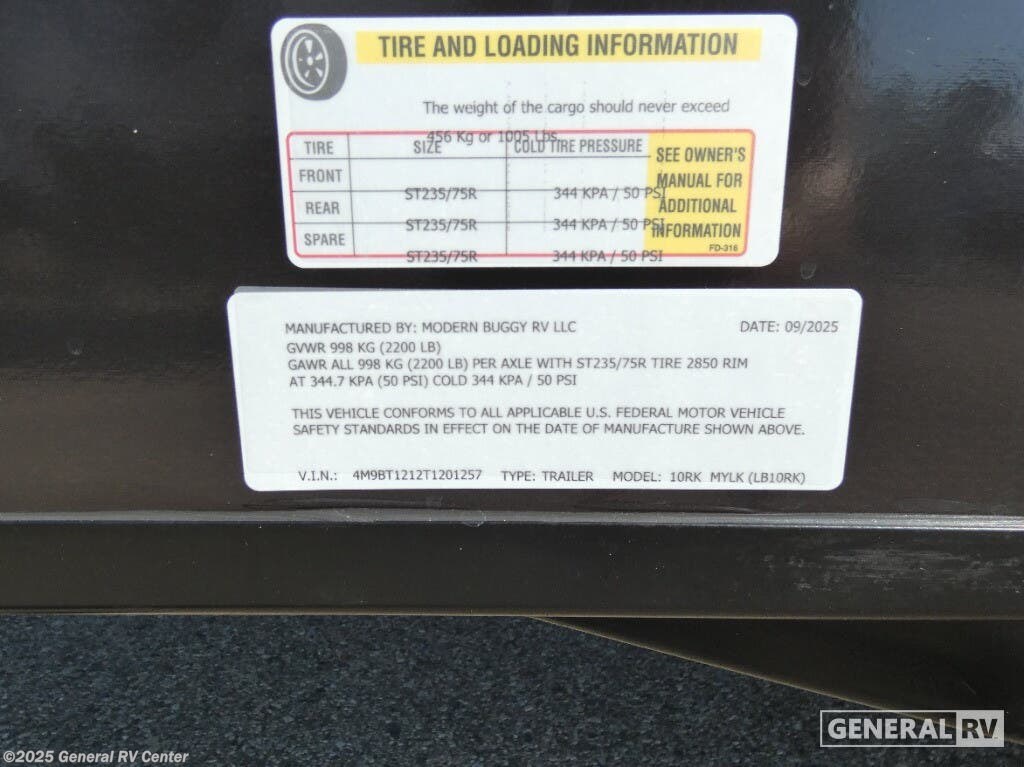 TIRE AND LOADING INFORMATION
The weight of the cargo should never exceed
456 Kg or 1005 Lbs.
TIRE SIZE COLD TIRE PRESSURE
SEE OWNER'S
MANUAL FOR
ADDITIONAL
INFORMATION
FD-316
FRONT ST235/75R 344 KPA / 50 PSI
REAR ST235/75R 344 KPA / 50 PSI
SPARE ST235/75R 344 KPA / 50 PSI
MANUFACTURED BY: MODERN BUGGY RV LLC DATE: 09/2025
GVWR 998 KG (2200 LB)
GAWR ALL 998 KG (2200 LB) PER AXLE WITH ST235/75R TIRE 2850 RIM
AT 344.7 KPA (50 PSI) COLD 344 KPA / 50 PSI
THIS VEHICLE CONFORMS TO ALL APPLICABLE U.S. FEDERAL MOTOR VEHICLE
SAFETY STANDARDS IN EFFECT ON THE DATE OF MANUFACTURE SHOWN ABOVE.
V.I.N.: 4M9BT1212T1201257 TYPE: TRAILER MODEL: 10RK MYLK (LB10RK)
GENERAL RV
©2025 General RV Center